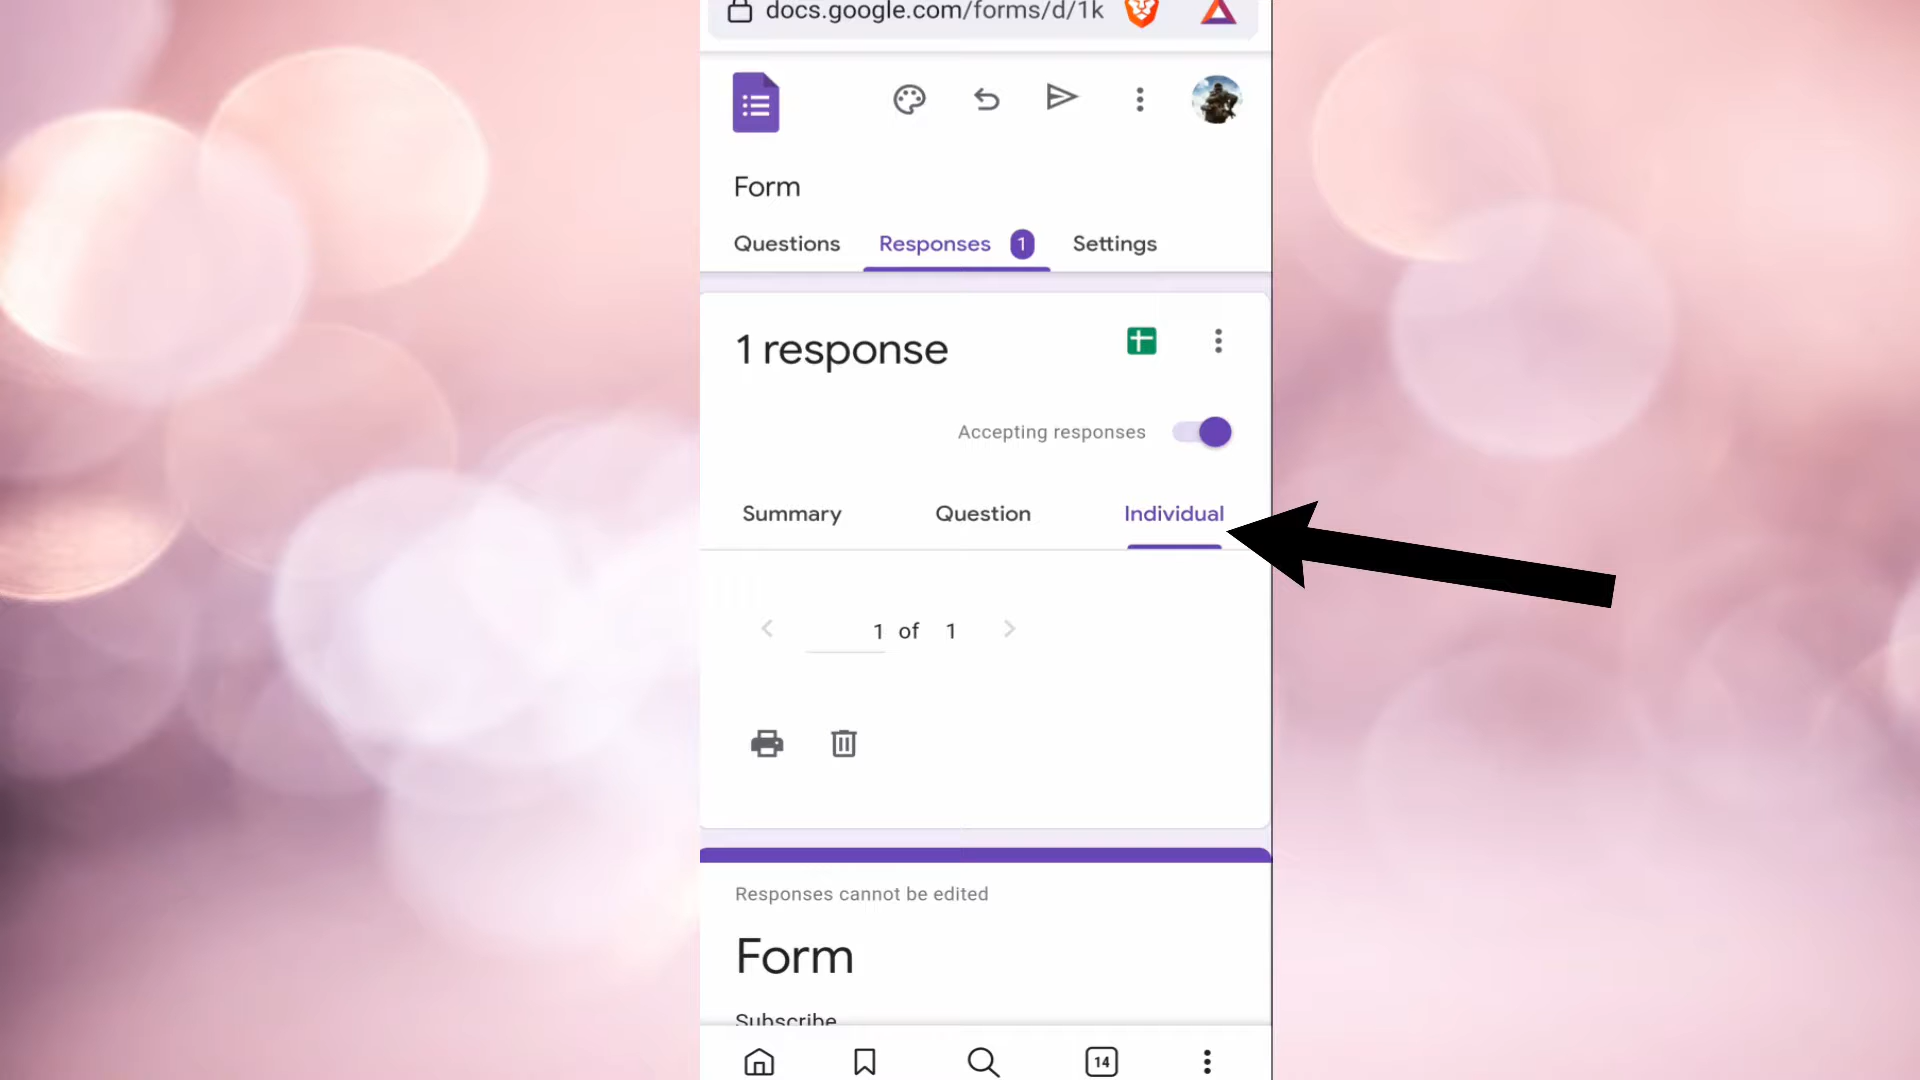 docs.google.com/forms/d/1k
Form
Questions Responses 1 Settings
1 response
Accepting responses
Summary Question Individual
1 of 1
Responses cannot be edited
Form
Subscribe
14